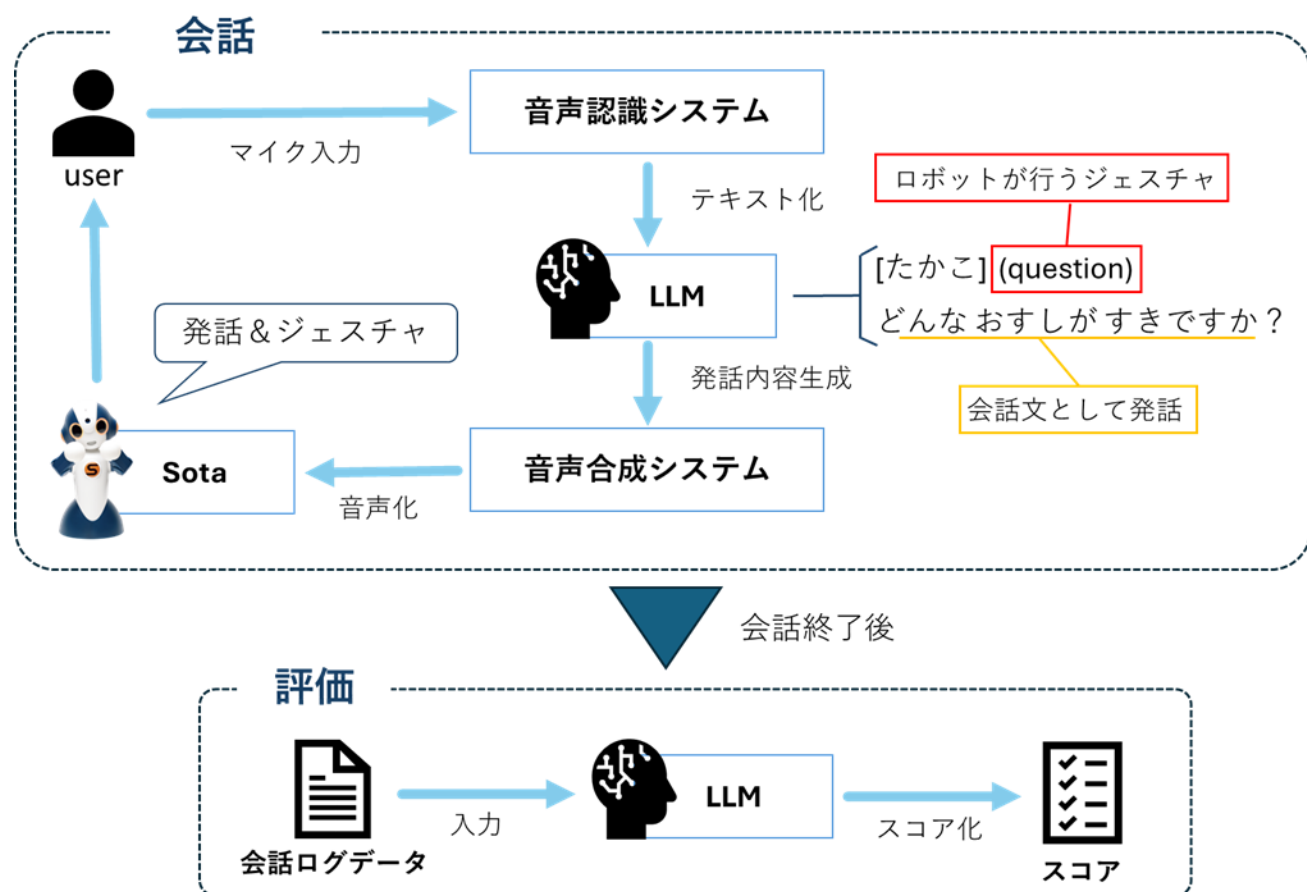 会話
user
マイク入力
音声認識システム
テキスト化
ロボットが行うジェスチャ
LLM
[たかこ] (question)
どんな おすしが すきですか？
発話＆ジェスチャ
発話内容生成
会話文として発話
S
Sota
音声化
音声合成システム
会話終了後
評価
会話ログデータ
入力
LLM
スコア化
スコア